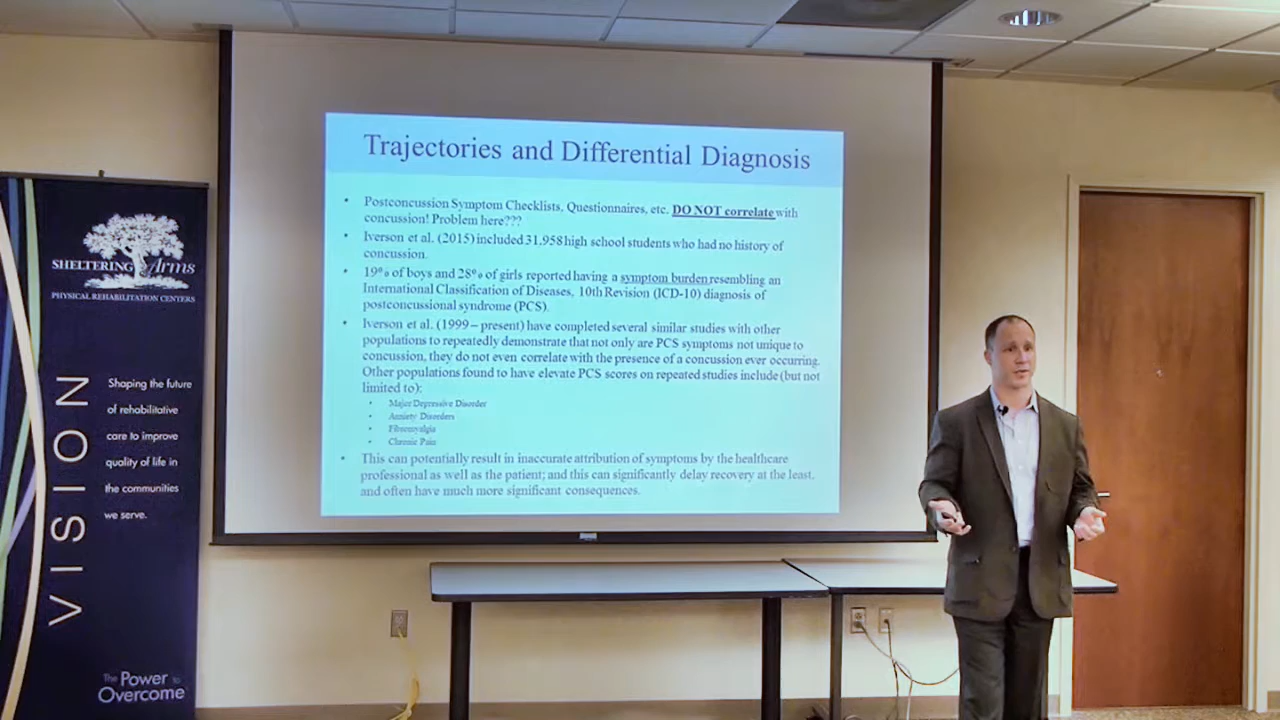 Trajectories and Differential Diagnosis
• Postconcussion Symptom Checklists, Questionnaires, etc. DO NOT correlate with
concussion! Problem here???
• Iverson et al. (2015) included 31,958 high school students who had no history of
concussion.
• 19% of boys and 28% of girls reported having a symptom burden resembling an
International Classification of Diseases, 10th Revision (ICD-10) diagnosis of
postconcussional syndrome (PCS).
• Iverson et al. (1999 – present) have completed several similar studies with other
populations to repeatedly demonstrate that not only are PCS symptoms not unique to
concussion, they do not even correlate with the presence of a concussion ever occurring.
Other populations found to have elevate PCS scores on repeated studies include (but not
limited to):
• Major Depressive Disorder
• Anxiety Disorders
• Fibromyalgia
• Chronic Pain
• This can potentially result in inaccurate attribution of symptoms by the healthcare
professional as well as the patient; and this can significantly delay recovery at the least,
and often have much more significant consequences.
SHELTERING Arms
PHYSICAL REHABILITATION CENTERS
VISION
Shaping the future
of rehabilitative
care to improve
quality of life in
the communities
we serve.
The Power to
Overcome